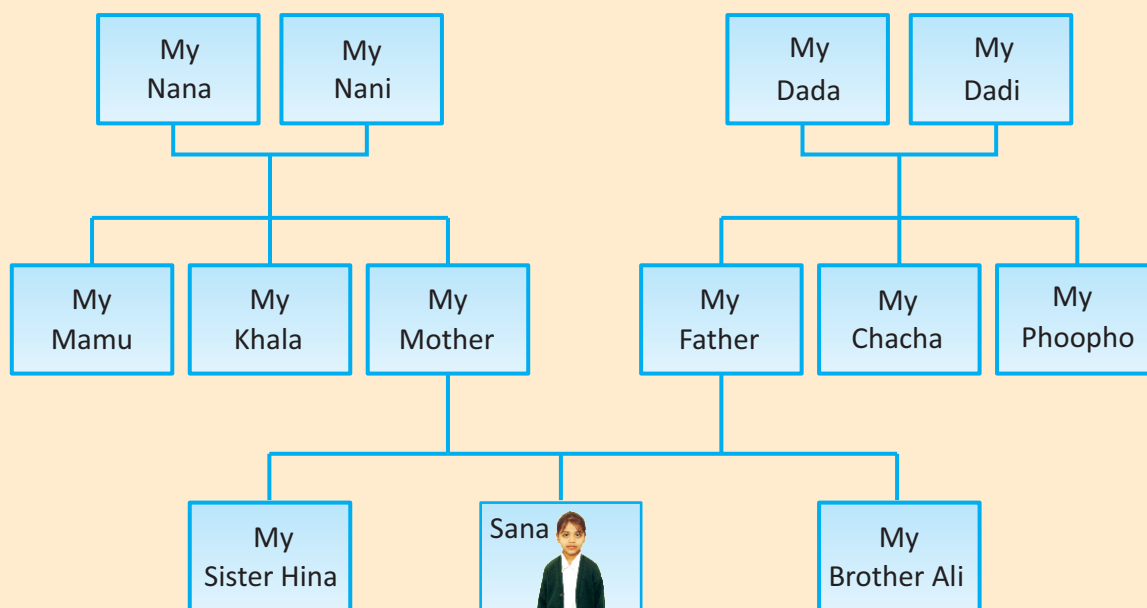 My
Nana
My
Nani
My
Dada
My
Dadi
My
Mamu
My
Khala
My
Mother
My
Father
My
Chacha
My
Phoopho
My
Sister Hina
Sana
My
Brother Ali